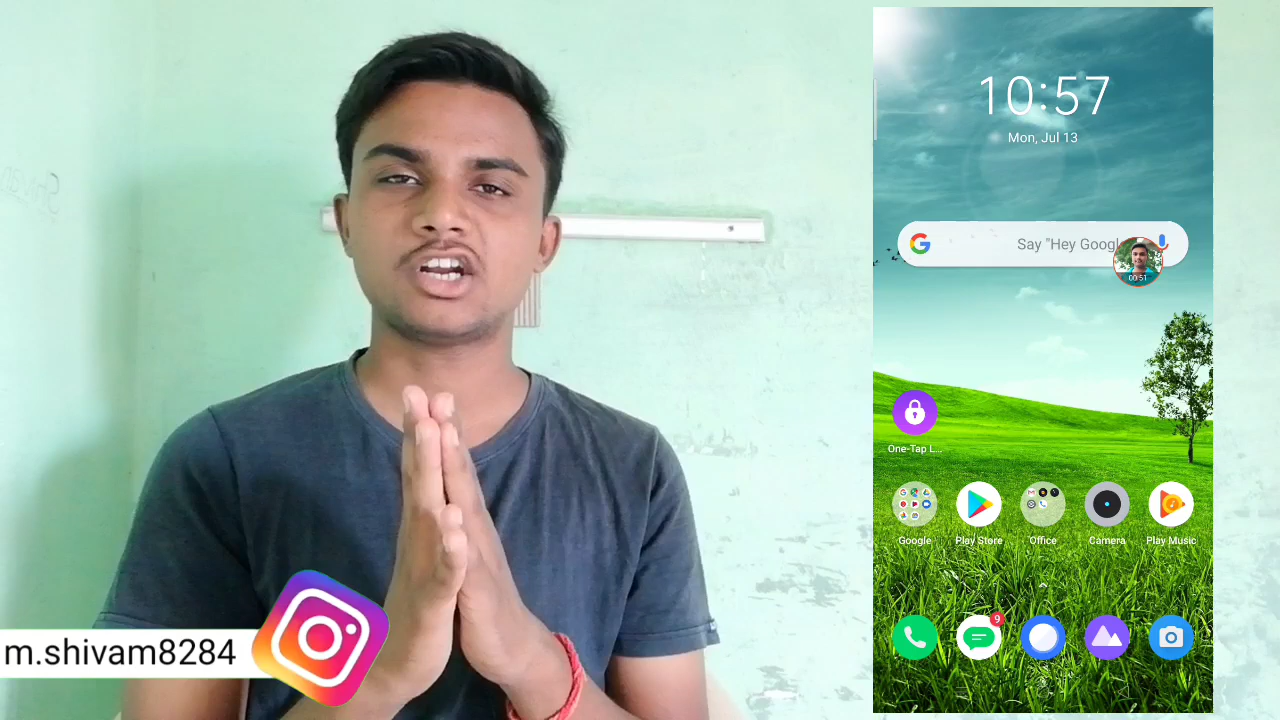 10:57
Mon, Jul 13
Say "Hey Googl
00:51
One-Tap L...
Google
Play Store
Office
Camera
Play Music
9
m.shivam8284